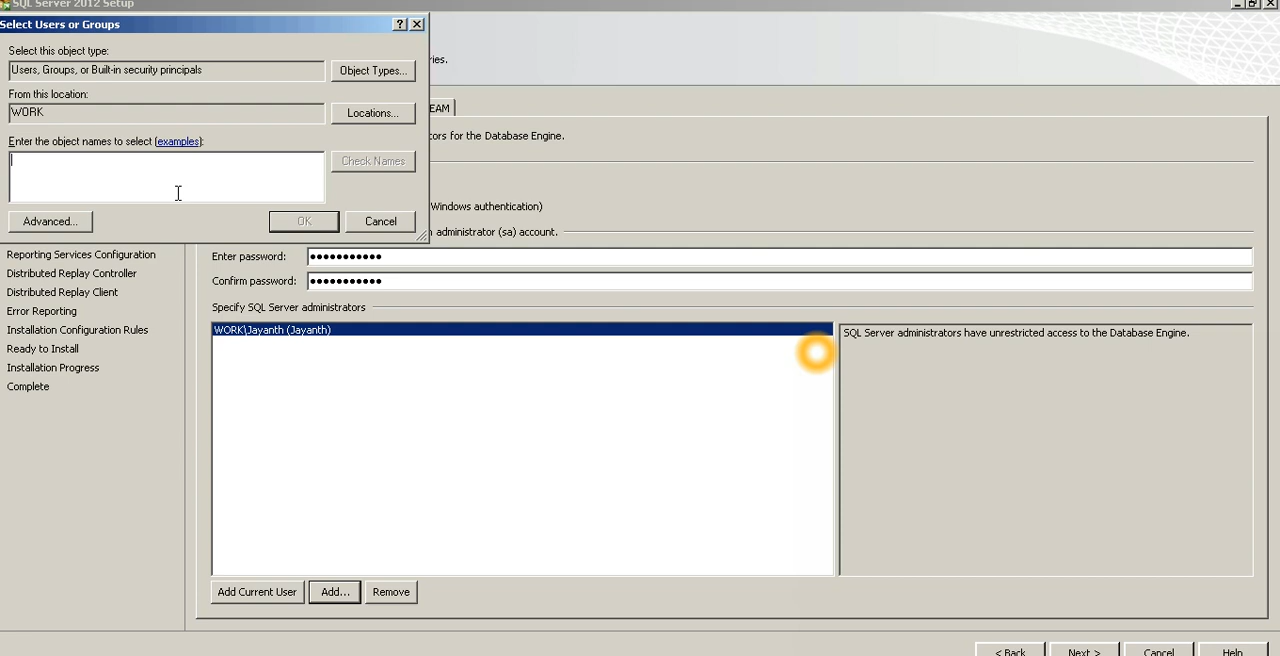 SQL Server 2012 Setup
Select Users or Groups
Select this object type:
Users, Groups, or Built-in security principals
Object Types...
From this location:
WORK
Locations...
Enter the object names to select (examples):
Check Names
Advanced...
OK
Cancel
ries.
EAM
tors for the Database Engine.
Windows authentication)
administrator (sa) account.
Reporting Services Configuration
Distributed Replay Controller
Distributed Replay Client
Error Reporting
Installation Configuration Rules
Ready to Install
Installation Progress
Complete
Enter password:
Confirm password:
Specify SQL Server administrators
WORK\Jayanth (Jayanth)
SQL Server administrators have unrestricted access to the Database Engine.
Add Current User
Add...
Remove
< Back
Next >
Cancel
Help